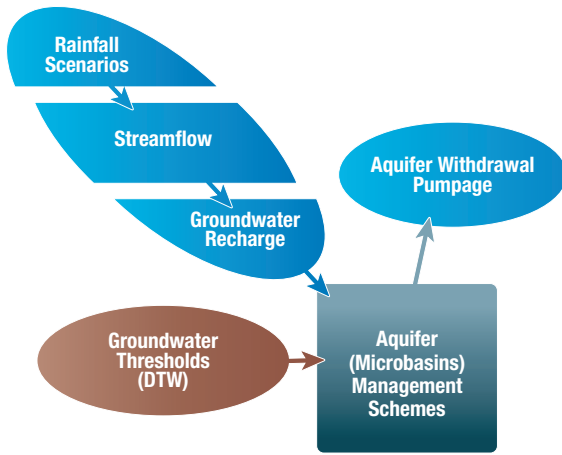 Rainfall
Scenarios
Streamflow
Groundwater
Recharge
Aquifer Withdrawal
Pumpage
Groundwater
Thresholds
(DTW)
Aquifer
(Microbasins)
Management
Schemes